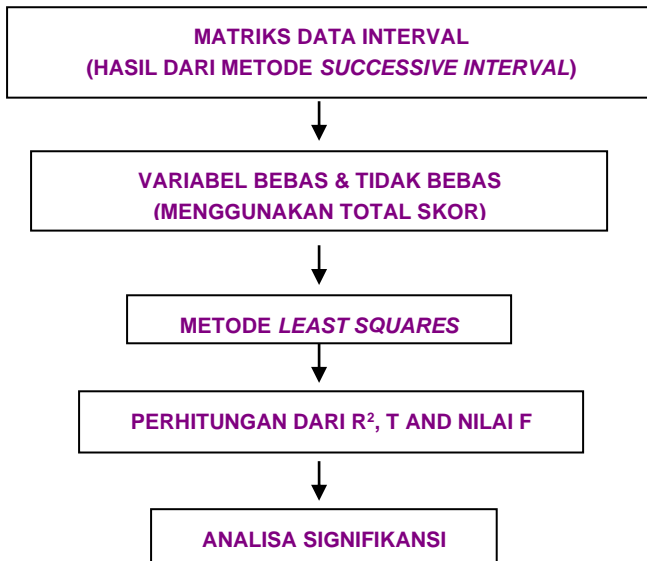 MATRIKS DATA INTERVAL
(HASIL DARI METODE SUCCESSIVE INTERVAL)
VARIABEL BEBAS & TIDAK BEBAS
(MENGGUNAKAN TOTAL SKOR)
METODE LEAST SQUARES
PERHITUNGAN DARI R², T AND NILAI F
ANALISA SIGNIFIKANSI